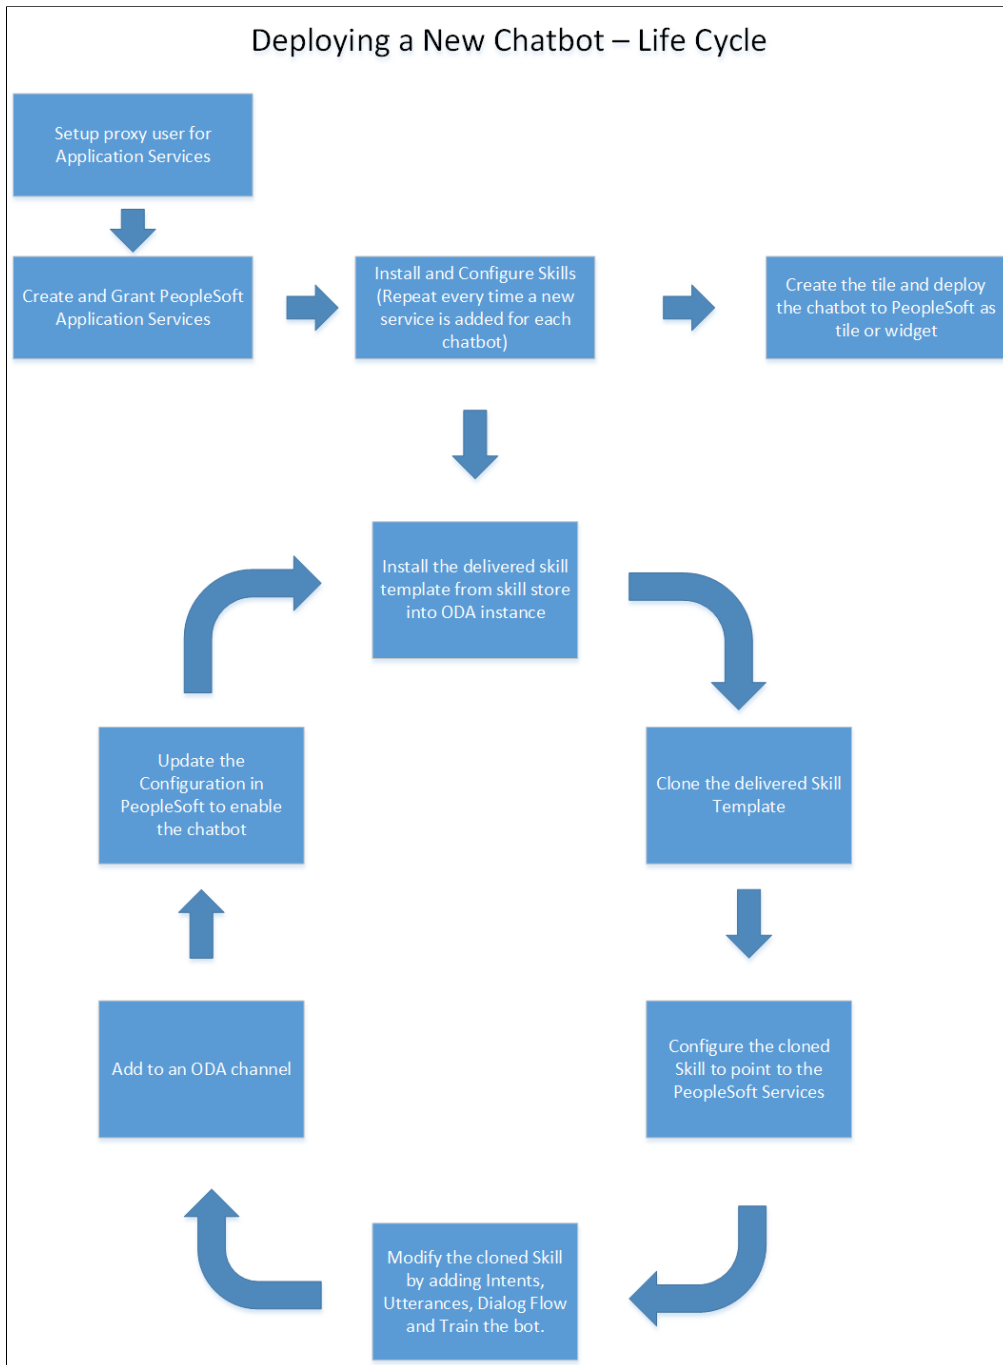 Deploying a New Chatbot – Life Cycle
Setup proxy user for
Application Services
Create and Grant PeopleSoft
Application Services
Install and Configure Skills
(Repeat every time a new
service is added for each
chatbot)
Create the tile and deploy
the chatbot to PeopleSoft as
tile or widget
Install the delivered skill
template from skill store
into ODA instance
Clone the delivered Skill
Template
Configure the cloned
Skill to point to the
PeopleSoft Services
Modify the cloned Skill
by adding Intents,
Utterances, Dialog Flow
and Train the bot.
Add to an ODA channel
Update the
Configuration in
PeopleSoft to enable
the chatbot